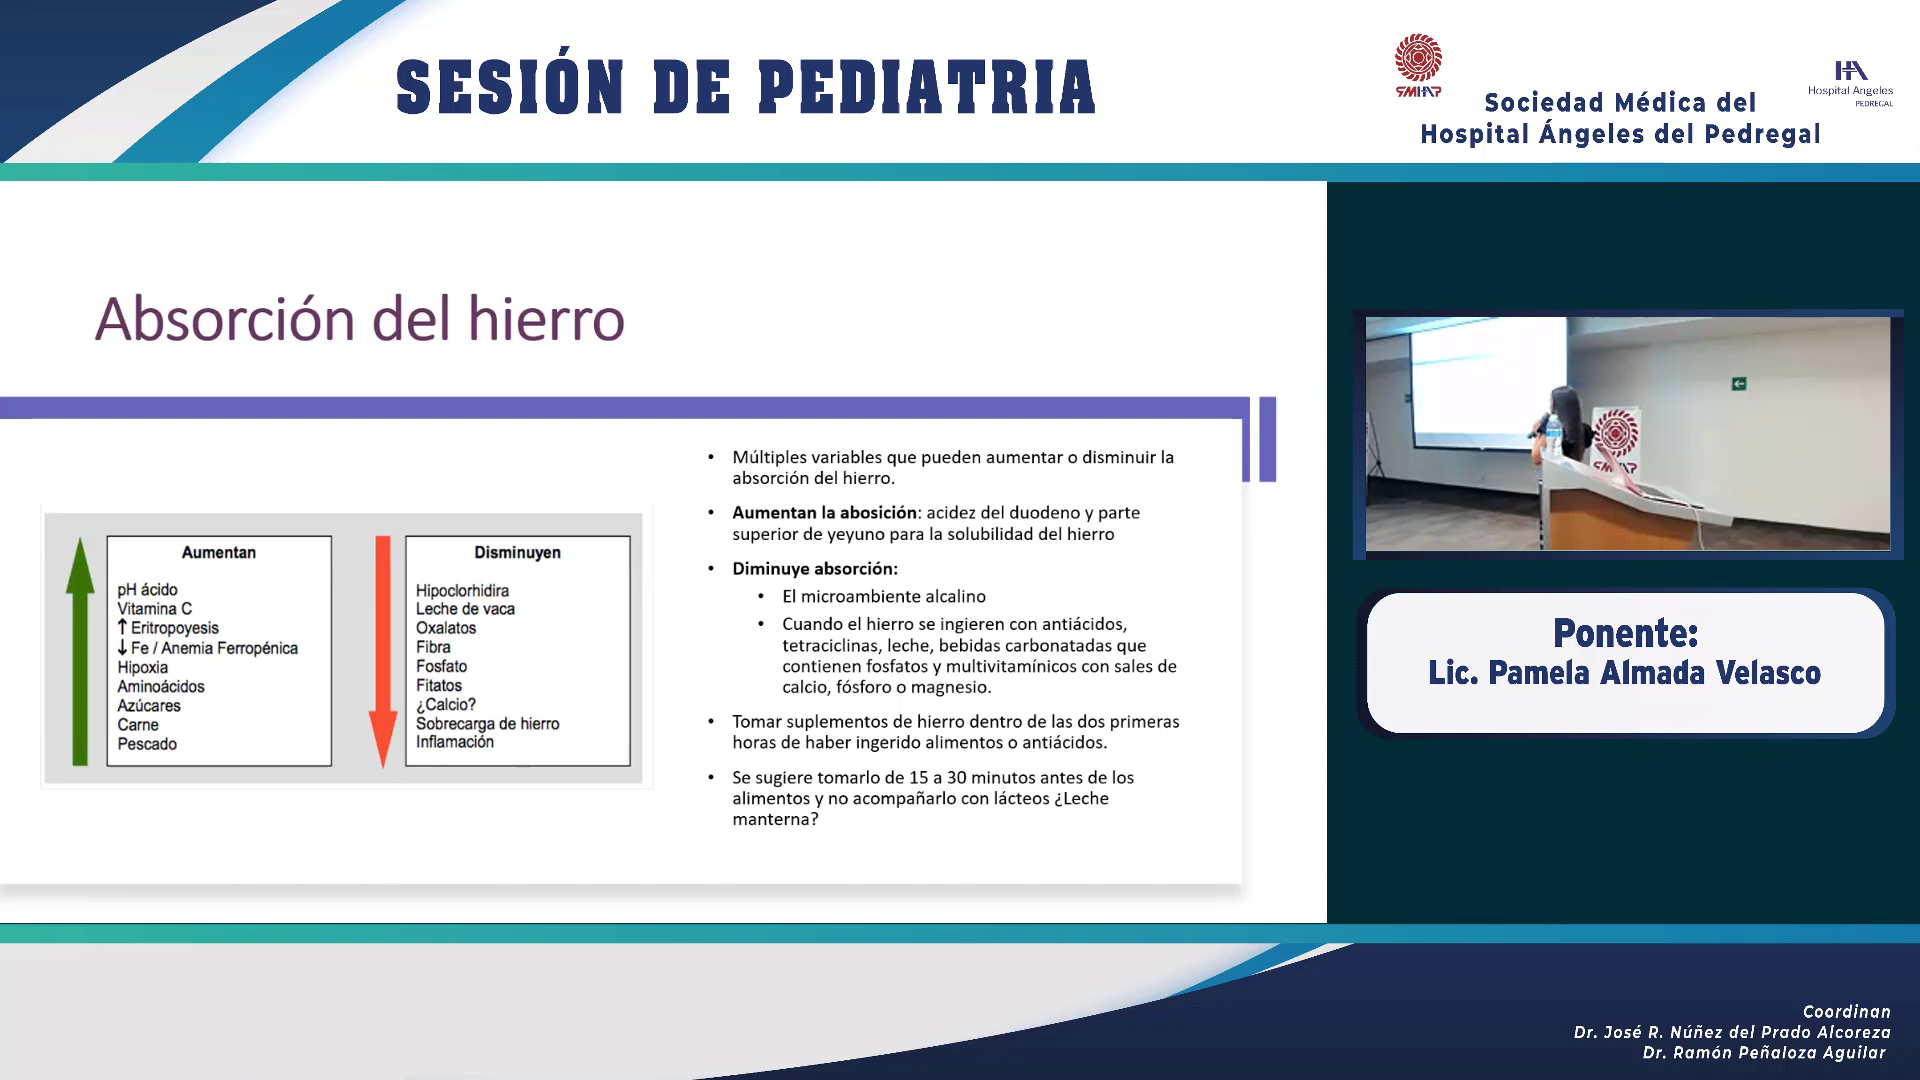 SESIÓN DE PEDIATRIA
SMHAP
Sociedad Médica del
Hospital Ángeles del Pedregal
HA
Hospital Angeles
PEDREGAL
Absorción del hierro
Aumentan
pH ácido
Vitamina C
↑ Eritropoyesis
↓ Fe / Anemia Ferropénica
Hipoxia
Aminoácidos
Azúcares
Carne
Pescado
Disminuyen
Hipoclorhidira
Leche de vaca
Oxalatos
Fibra
Fosfato
Fitatos
¿Calcio?
Sobrecarga de hierro
Inflamación
• Múltiples variables que pueden aumentar o disminuir la
absorción del hierro.
• Aumentan la abosición: acidez del duodeno y parte
superior de yeyuno para la solubilidad del hierro
• Diminuye absorción:
• El microambiente alcalino
• Cuando el hierro se ingieren con antiácidos,
tetraciclinas, leche, bebidas carbonatadas que
contienen fosfatos y multivitamínicos con sales de
calcio, fósforo o magnesio.
• Tomar suplementos de hierro dentro de las dos primeras
horas de haber ingerido alimentos o antiácidos.
• Se sugiere tomarlo de 15 a 30 minutos antes de los
alimentos y no acompañarlo con lácteos ¿Leche
manterna?
SMHAP
Ponente:
Lic. Pamela Almada Velasco
Coordinan
Dr. José R. Núñez del Prado Alcoreza
Dr. Ramón Peñaloza Aguilar